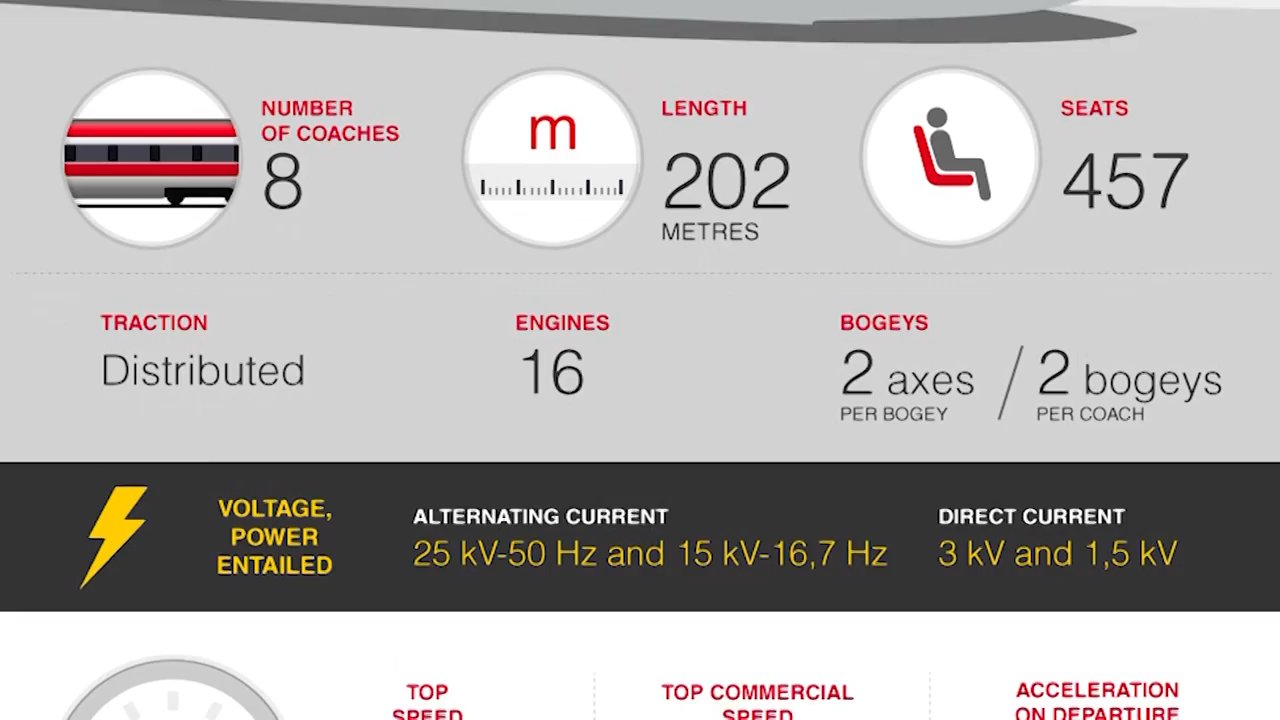 NUMBER
OF COACHES
8
m
LENGTH
202
METRES
SEATS
457
TRACTION
Distributed
ENGINES
16
BOGEYS
2 axes / 2 bogeys
PER BOGEY PER COACH
VOLTAGE,
POWER
ENTAILED
ALTERNATING CURRENT
25 kV-50 Hz and 15 kV-16,7 Hz
DIRECT CURRENT
3 kV and 1,5 kV
TOP
SPEED
TOP COMMERCIAL
SPEED
ACCELERATION
ON DEPARTURE